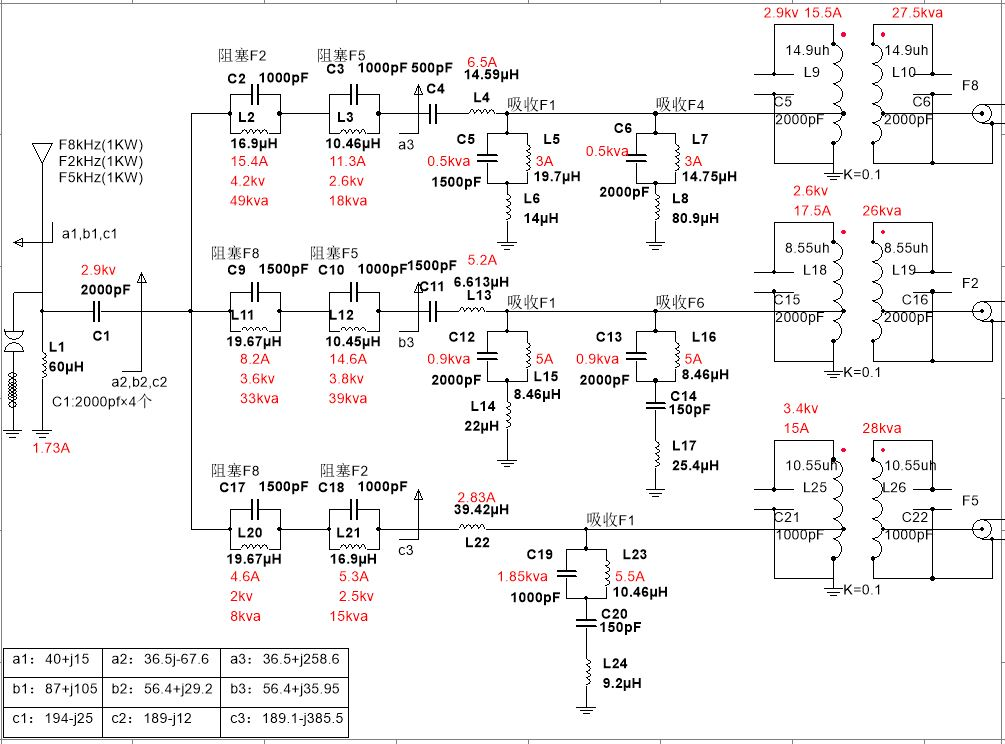 F8kHz(1KW)
F2kHz(1KW)
F5kHz(1KW)
a1,b1,c1
2.9kv
2000pF
C1
L1
60μH
a2,b2,c2
C1:2000pf×4个
1.73A
阻塞F2
C2 1000pF
L2
16.9μH
15.4A
4.2kv
49kva
阻塞F5
C3 1000pF
L3
10.46μH
11.3A
2.6kv
18kva
500pF
C4
a3
6.5A
14.59μH
L4
吸收F1
C5
L5
0.5kva
3A
19.7μH
1500pF
L6
14μH
吸收F4
C6
L7
0.5kva
3A
14.75μH
2000pF
L8
80.9μH
2.9kv 15.5A
27.5kva
14.9uh
L9
C5
2000pF
14.9uh
L10
C6
2000pF
K=0.1
F8
阻塞F8
C9 1500pF
L11
19.67μH
8.2A
3.6kv
33kva
阻塞F5
C10 1000pF
L12
10.45μH
14.6A
3.8kv
39kva
1500pF
C11
b3
5.2A
6.613μH
L13
吸收F1
C12
0.9kva
5A
L15
2000pF
8.46μH
L14
22μH
吸收F6
C13
L16
0.9kva
5A
8.46μH
2000pF
C14
150pF
L17
25.4μH
2.6kv
17.5A
26kva
8.55uh
L18
C15
2000pF
8.55uh
L19
C16
2000pF
K=0.1
F2
阻塞F8
C17 1500pF
L20
19.67μH
4.6A
2kv
8kva
阻塞F2
C18 1000pF
L21
16.9μH
5.3A
2.5kv
15kva
c3
2.83A
39.42μH
L22
吸收F1
C19
L23
1.85kva
5.5A
10.46μH
1000pF
C20
150pF
L24
9.2μH
3.4kv
15A
28kva
10.55uh
L25
C21
1000pF
10.55uh
L26
C22
1000pF
K=0.1
F5
a1: 40+j15 a2: 36.5j-67.6 a3: 36.5+j258.6
b1: 87+j105 b2: 56.4+j29.2 b3: 56.4+j35.95
c1: 194-j25 c2: 189-j12 c3: 189.1-j385.5